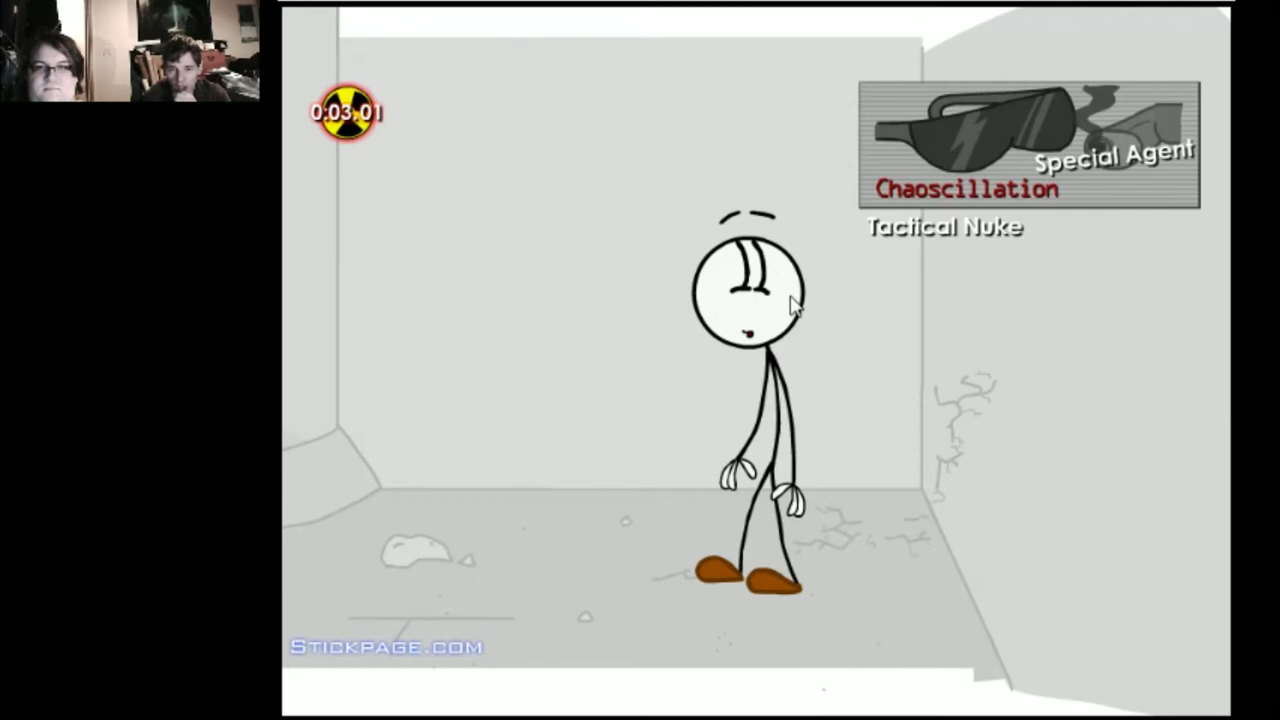 0:03.01
Special Agent
Chaoscillation
Tactical Nuke
STICKPAGE.COM